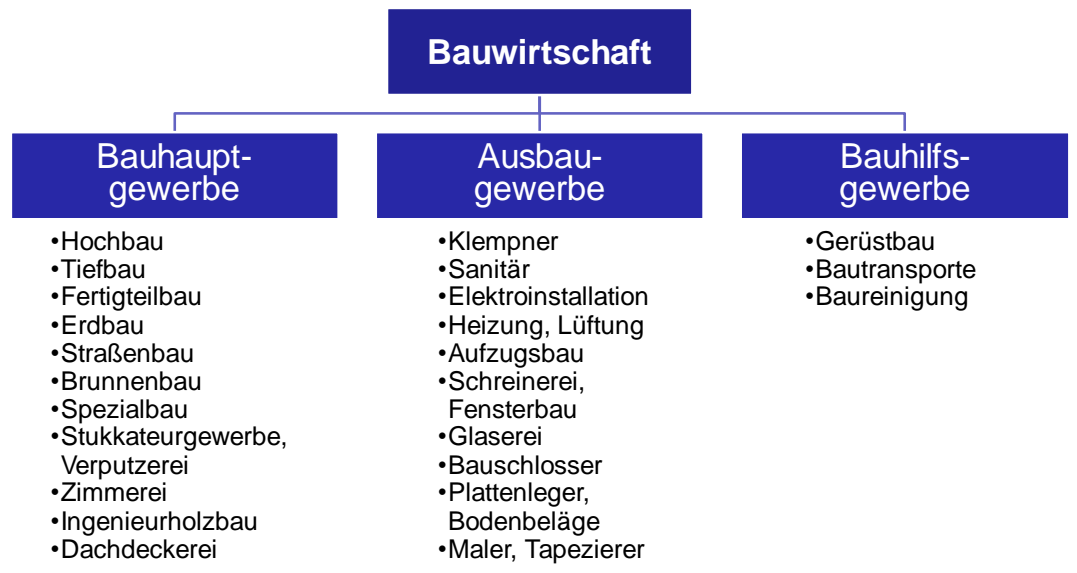 Bauwirtschaft
Bauhaupt-
gewerbe
•Hochbau
•Tiefbau
•Fertigteilbau
•Erdbau
•Straßenbau
•Brunnenbau
•Spezialbau
•Stukkateurgewerbe,
Verputzerei
•Zimmerei
•Ingenieurholzbau
•Dachdeckerei
Ausbau-
gewerbe
•Klempner
•Sanitär
•Elektroinstallation
•Heizung, Lüftung
•Aufzugsbau
•Schreinerei,
Fensterbau
•Glaserei
•Bauschlosser
•Plattenleger,
Bodenbeläge
•Maler, Tapezierer
Bauhilfs-
gewerbe
•Gerüstbau
•Bautransporte
•Baureinigung